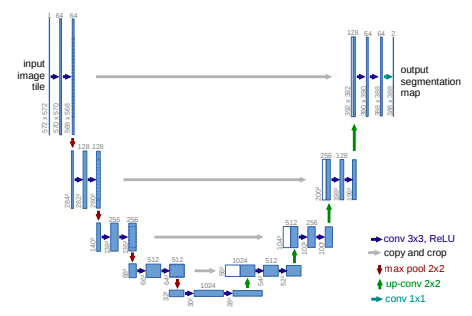 1 64 64
128 64 64 2
input
image
tile
output
segmentation
map
572 x 572
570 x 570
568 x 568
392 x 392
390 x 390
388 x 388
388 x 388
128 128
256 128
284²
282²
280²
200²
198²
196²
256 256
512 256
140²
138²
136²
104²
102²
100²
512 512
1024 512
68²
66²
64²
56²
54²
52²
1024
32²
30²
28²
conv 3x3, ReLU
copy and crop
max pool 2x2
up-conv 2x2
conv 1x1